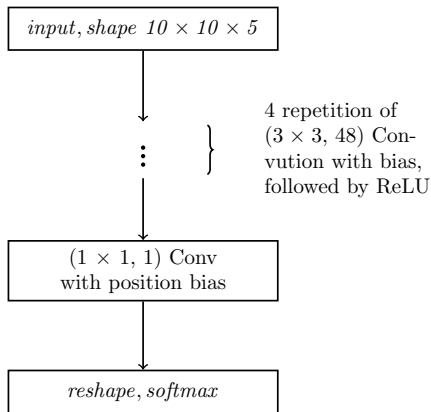 input, shape 10 × 10 × 5
4 repetition of
(3 × 3, 48) Con-
vution with bias,
followed by ReLU
(1 × 1, 1) Conv
with position bias
reshape, softmax